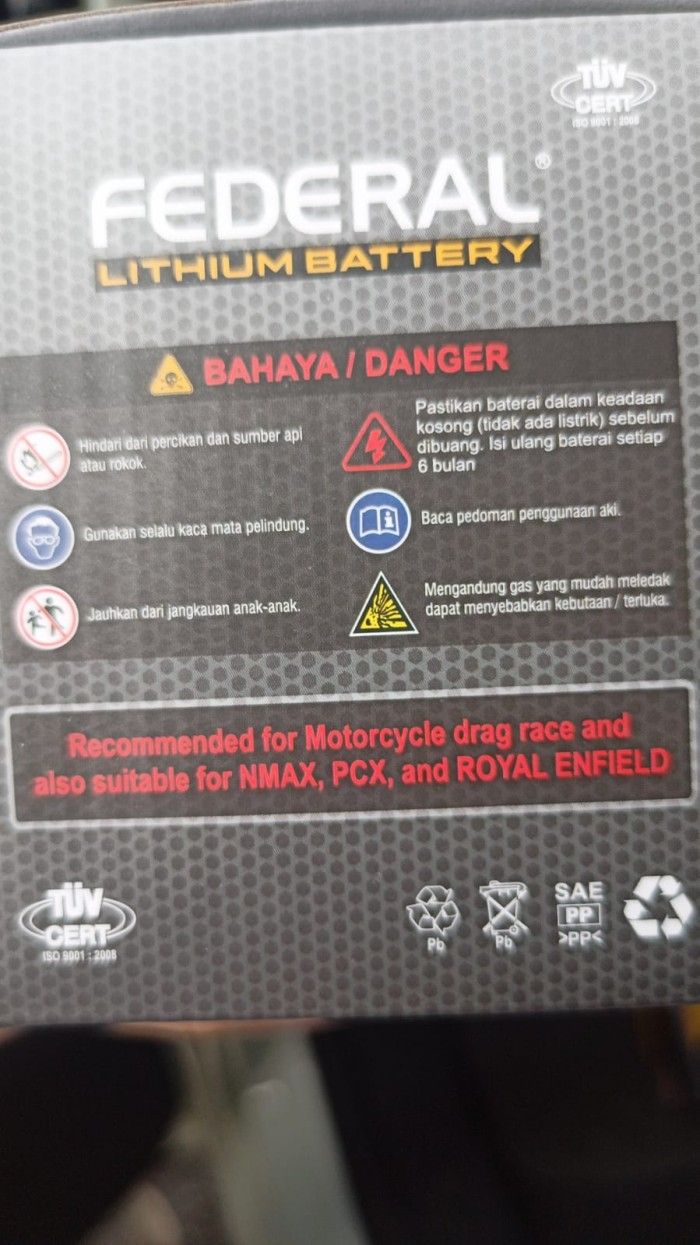 TÜV
CERT
ISO 9001 : 2008
FEDERAL®
LITHIUM BATTERY
BAHAYA / DANGER
Hindari dari percikan dan sumber api
atau rokok.
Pastikan baterai dalam keadaan
kosong (tidak ada listrik) sebelum
dibuang. Isi ulang baterai setiap
6 bulan
Gunakan selalu kaca mata pelindung.
Baca pedoman penggunaan aki.
Jauhkan dari jangkauan anak-anak.
Mengandung gas yang mudah meledak
dapat menyebabkan kebutaan / terluka.
Recommended for Motorcycle drag race and
also suitable for NMAX, PCX, and ROYAL ENFIELD
TÜV
CERT
ISO 9001 : 2008
Pb
Pb
SAE
PP
>PP<